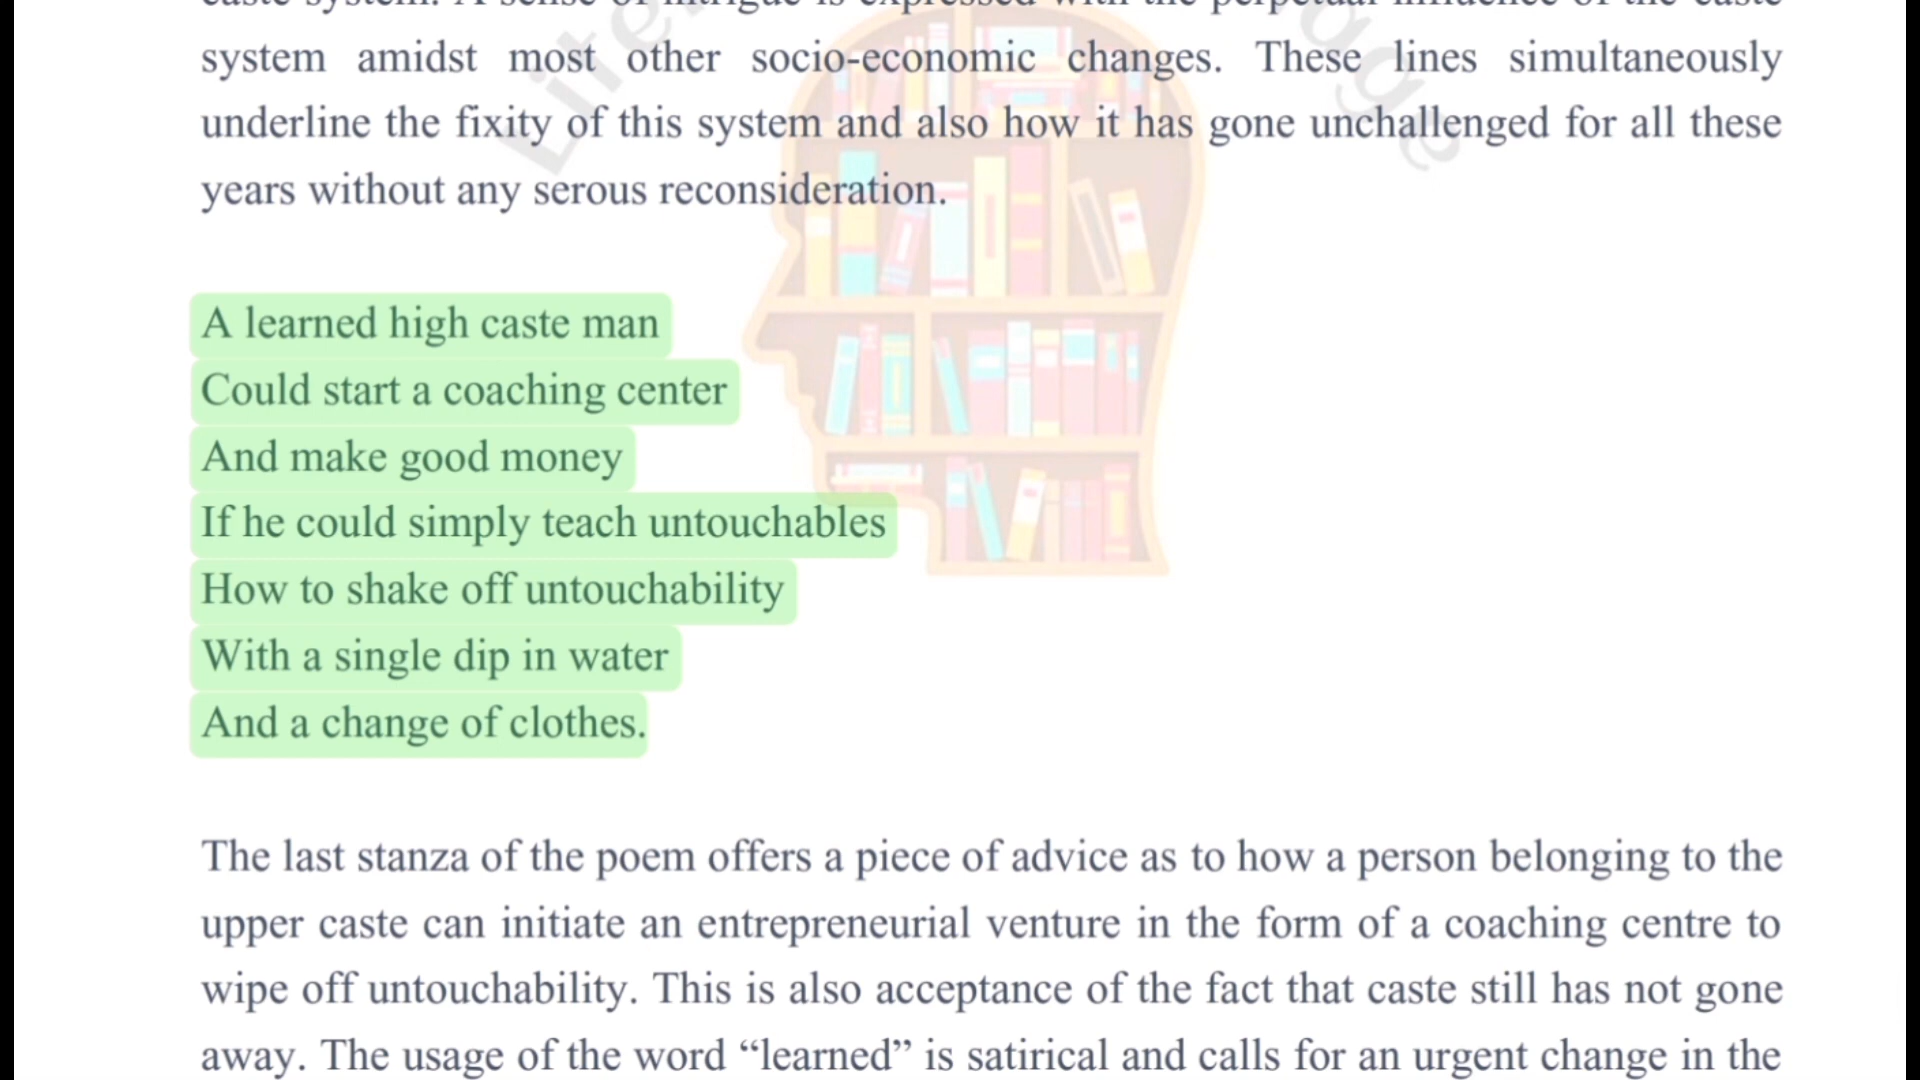 system amidst most other socio-economic changes. These lines simultaneously
underline the fixity of this system and also how it has gone unchallenged for all these
years without any serous reconsideration.
A learned high caste man
Could start a coaching center
And make good money
If he could simply teach untouchables
How to shake off untouchability
With a single dip in water
And a change of clothes.
The last stanza of the poem offers a piece of advice as to how a person belonging to the
upper caste can initiate an entrepreneurial venture in the form of a coaching centre to
wipe off untouchability. This is also acceptance of the fact that caste still has not gone
away. The usage of the word “learned” is satirical and calls for an urgent change in the